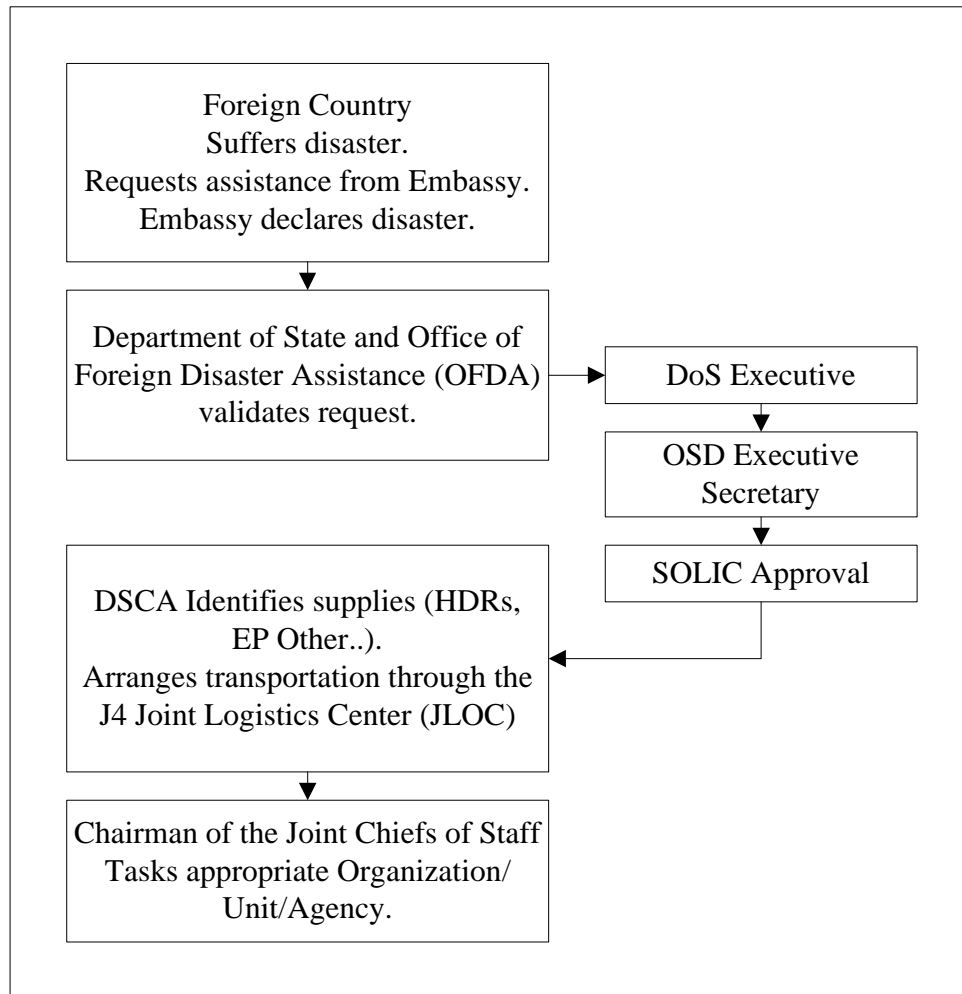 Foreign Country
Suffers disaster.
Requests assistance from Embassy.
Embassy declares disaster.
Department of State and Office of
Foreign Disaster Assistance (OFDA)
validates request.
DoS Executive
OSD Executive
Secretary
SOLIC Approval
DSCA Identifies supplies (HDRs,
EP Other..).
Arranges transportation through the
J4 Joint Logistics Center (JLOC)
Chairman of the Joint Chiefs of Staff
Tasks appropriate Organization/
Unit/Agency.